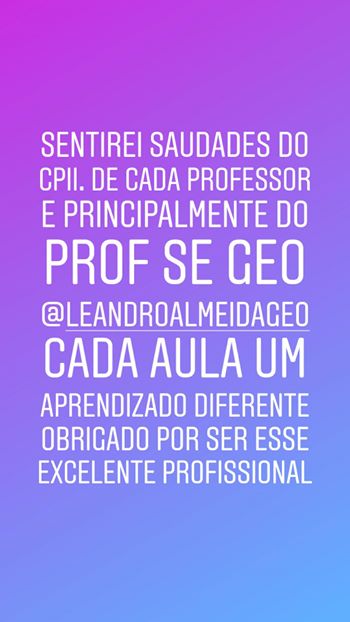 SENTIREI SAUDADES DO
CPII. DE CADA PROFESSOR
E PRINCIPALMENTE DO
PROF SE GEO
@LEANDROALMEIDAGEO
CADA AULA UM
APRENDIZADO DIFERENTE
OBRIGADO POR SER ESSE
EXCELENTE PROFISSIONAL